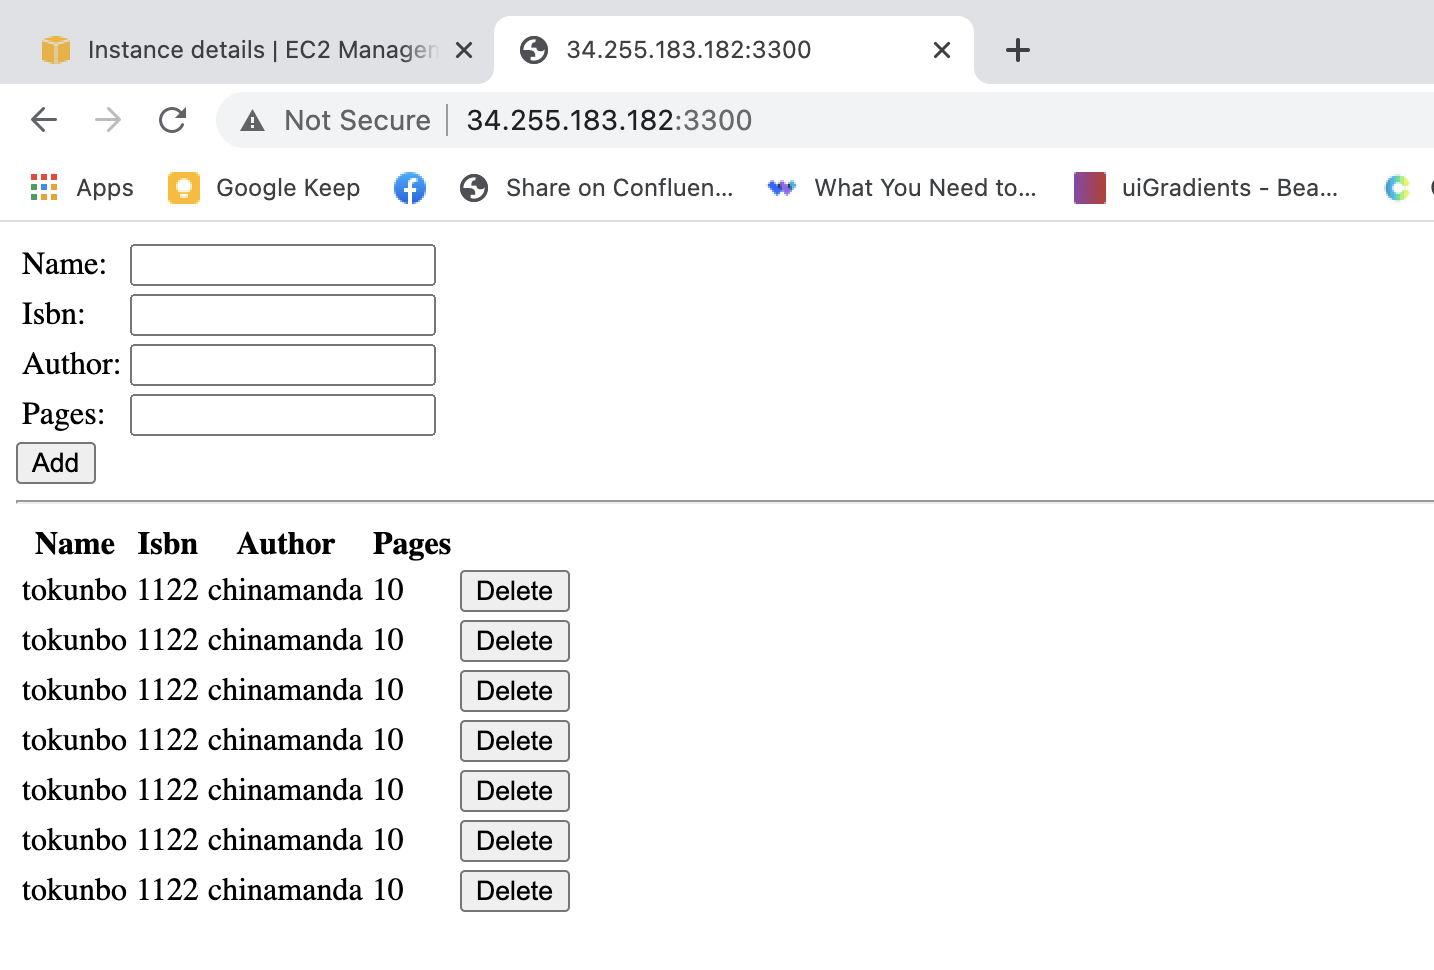 Instance details | EC2 Managen
34.255.183.182:3300
Not Secure 34.255.183.182:3300
Apps Google Keep Share on Confluen... What You Need to... uiGradients - Bea...
Name:
Isbn:
Author:
Pages:
Add
Name Isbn Author Pages
tokunbo 1122 chinamanda 10 Delete
tokunbo 1122 chinamanda 10 Delete
tokunbo 1122 chinamanda 10 Delete
tokunbo 1122 chinamanda 10 Delete
tokunbo 1122 chinamanda 10 Delete
tokunbo 1122 chinamanda 10 Delete
tokunbo 1122 chinamanda 10 Delete